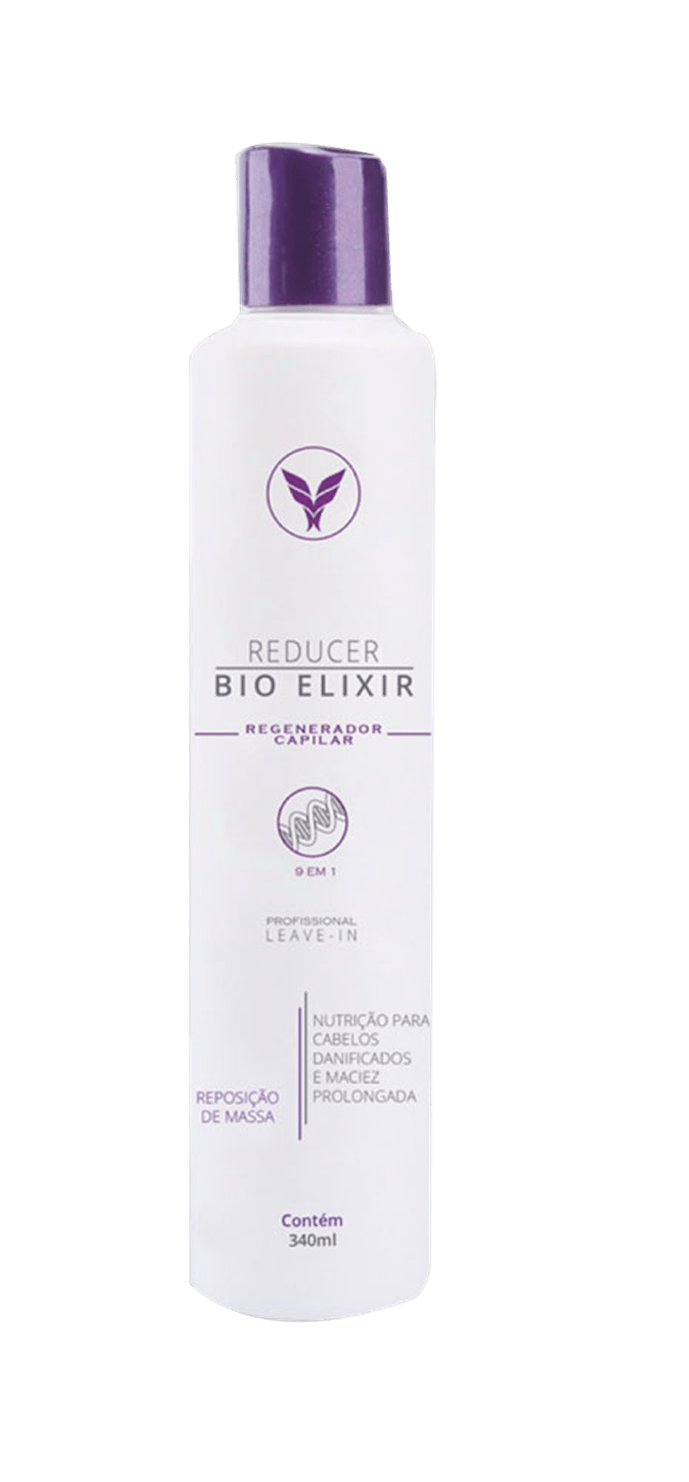 REDUCER
BIO ELIXIR
REGENERADOR
CAPILAR
9 EM 1
PROFISSIONAL
LEAVE-IN
NUTRIÇÃO PARA
CABELOS
DANIFICADOS
E MACIEZ
PROLONGADA
REPOSIÇÃO
DE MASSA
Contém
340ml